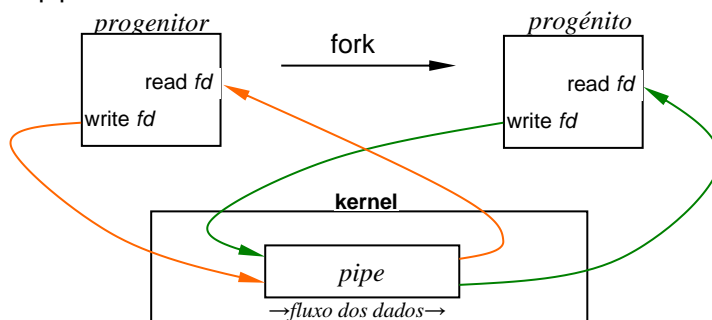 progenitor
fork
progénito
read fd
write fd
read fd
write fd
kernel
pipe
→fluxo dos dados→